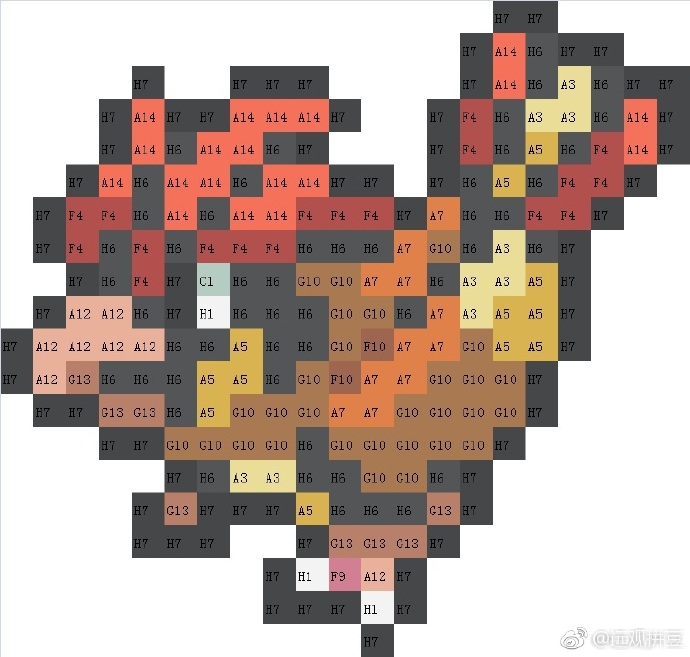 H7 H7
H7 A14 H6 H7 H7
H7 H7 H7 H7 H7 A14 H6 A3 H6 H7 H7
H7 A14 H7 H7 A14 A14 A14 H7 H7 F4 H6 A3 A3 H6 A14 H7
H7 A14 H6 A14 A14 H6 H7 H7 F4 H6 A5 H6 F4 A14 H7
H7 A14 H6 A14 A14 H6 A14 A14 H7 H7 H7 H6 A5 H6 F4 F4 H7
H7 F4 F4 H6 A14 H6 A14 A14 F4 F4 F4 H7 A7 H6 H6 F4 F4 H7
H7 F4 H6 F4 H6 F4 F4 F4 H6 H6 H6 A7 G10 H6 A3 H6 H7
H7 H6 F4 H7 C1 H6 H6 G10 G10 A7 A7 H6 A3 A3 A5 H7
H7 A12 A12 H6 H7 H1 H6 H6 H6 G10 G10 H6 A7 A3 A5 A5 H7
H7 A12 A12 A12 A12 H6 H6 A5 H6 H6 G10 F10 A7 A7 G10 A5 A5 H7
H7 A12 G13 H6 H6 H6 A5 A5 H6 G10 F10 A7 A7 G10 G10 G10 H7
H7 H7 G13 G13 H6 A5 G10 G10 G10 A7 A7 G10 G10 G10 G10 H7
H7 H7 G10 G10 G10 G10 H6 G10 G10 G10 G10 G10 H7
H7 H6 A3 A3 H6 H6 G10 G10 H6 H7
H7 G13 H7 H7 H7 A5 H6 H6 H6 G13 H7
H7 H7 H7 H7 G13 G13 G13 H7
H7 H1 F9 A12 H7
H7 H7 H7 H1 H7
H7
@远观拼豆